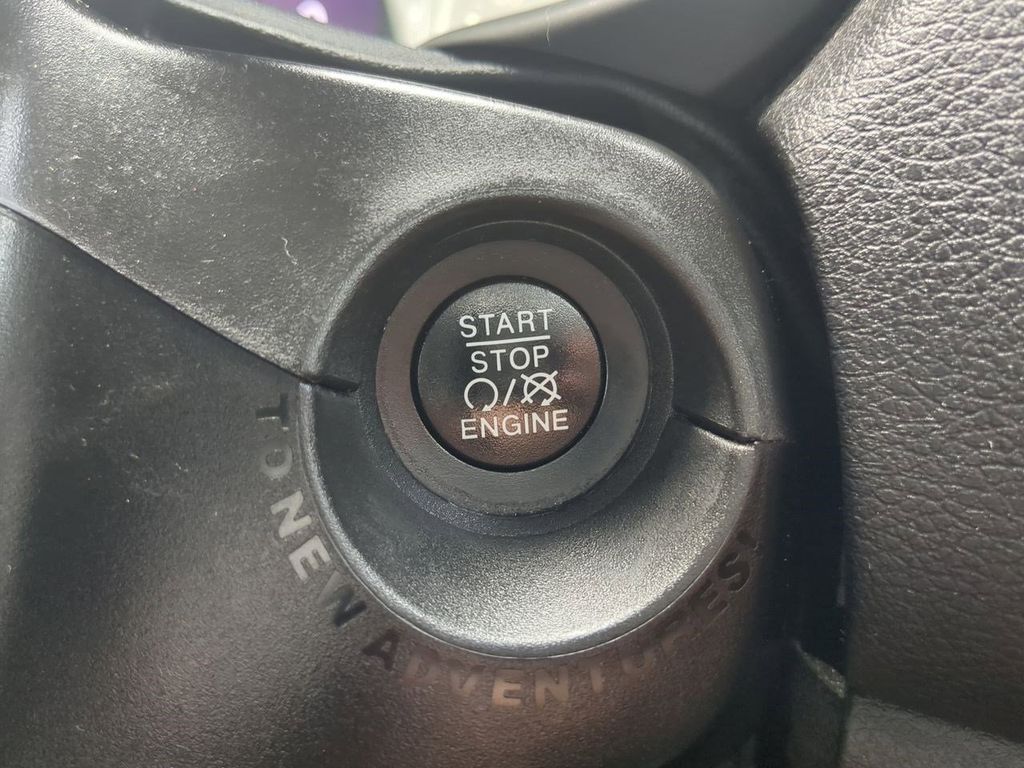 START
STOP
/
ENGINE
TO NEW ADVENTURES!